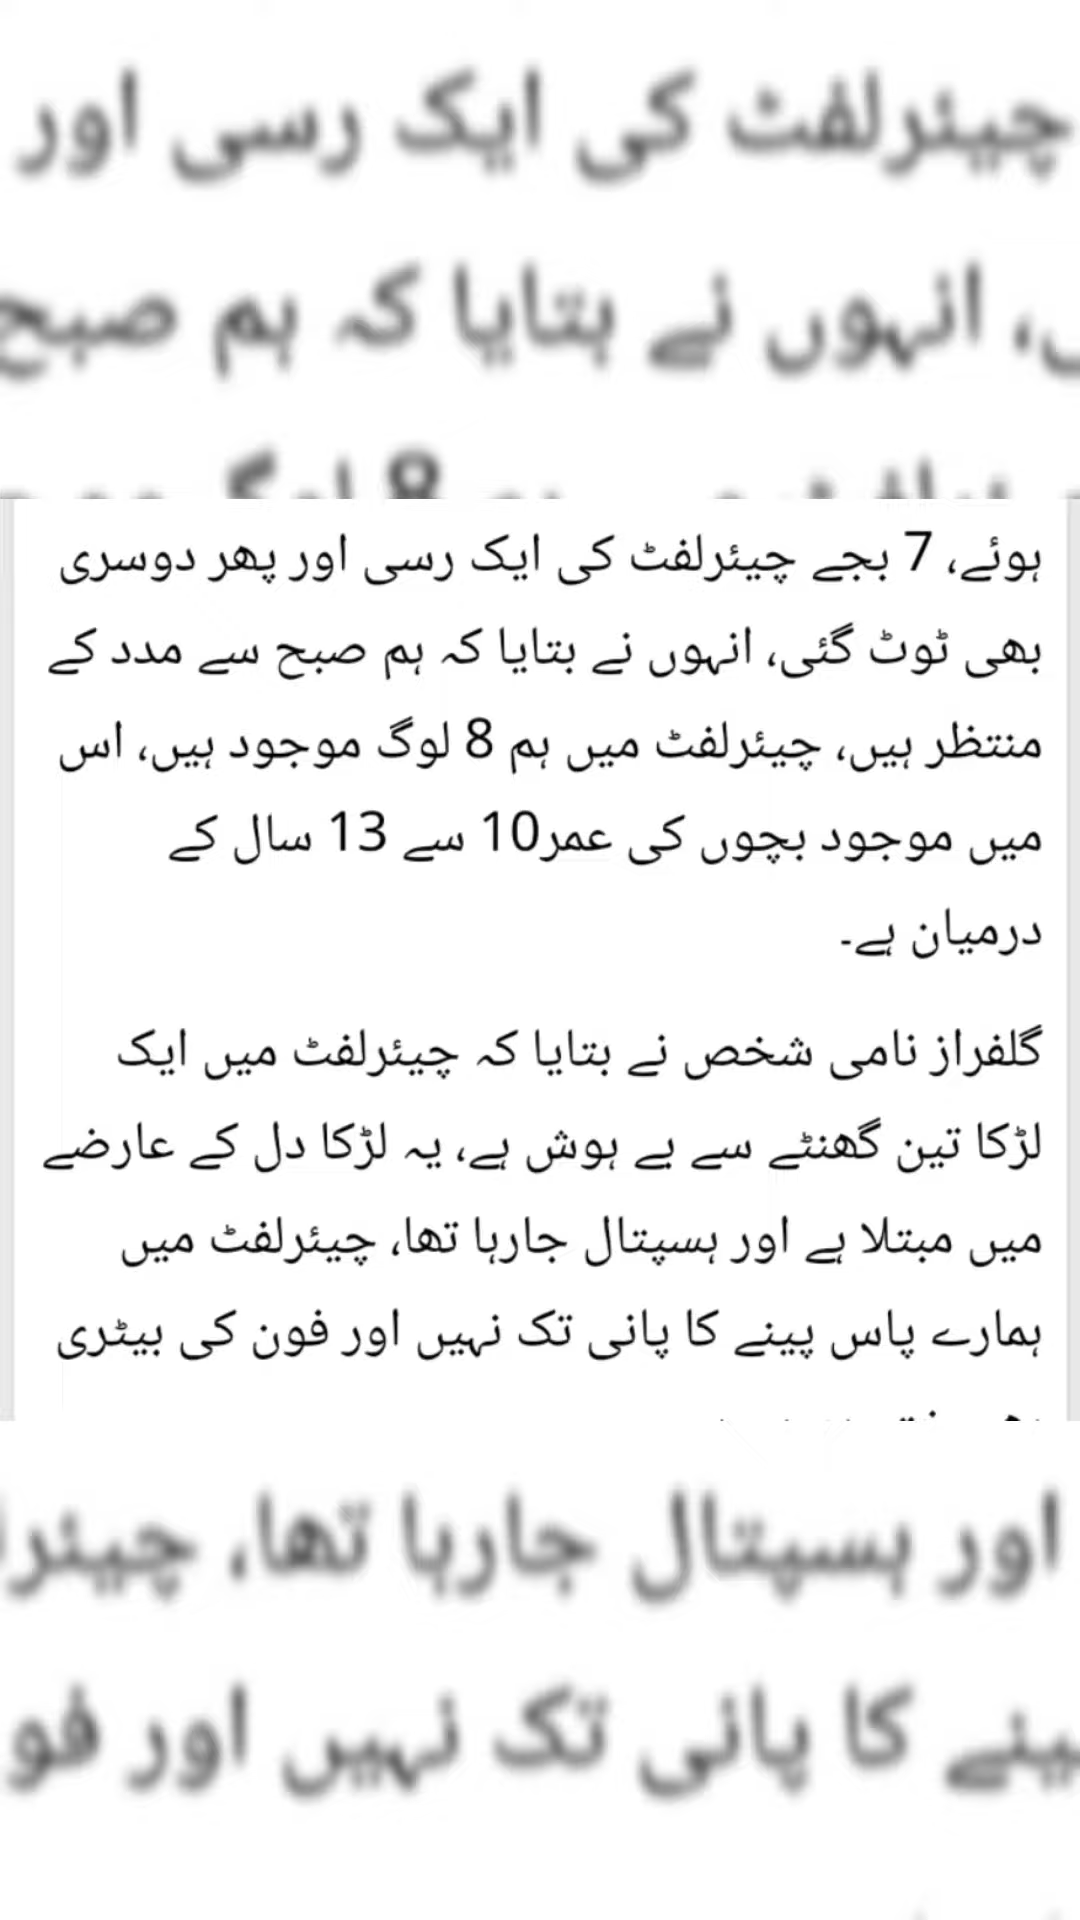 چیئرلفٹ کی ایک رسی اور
، انہوں نے بتایا کہ ہم صبح
8
ہوئے، 7 بجے چیئرلفٹ کی ایک رسی اور پھر دوسری
بھی ٹوٹ گئی، انہوں نے بتایا کہ ہم صبح سے مدد کے
منتظر ہیں، چیئرلفٹ میں ہم 8 لوگ موجود ہیں، اس
میں موجود بچوں کی عمر10 سے 13 سال کے
درمیان ہے۔
گلفراز نامی شخص نے بتایا کہ چیئرلفٹ میں ایک
لڑکا تین گھنٹے سے بے ہوش ہے، یہ لڑکا دل کے عارضے
میں مبتلا ہے اور ہسپتال جارہا تھا، چیئرلفٹ میں
ہمارے پاس پینے کا پانی تک نہیں اور فون کی بیٹری
اور ہسپتال جارہا تھا،
کا پانی تک نہیں اور